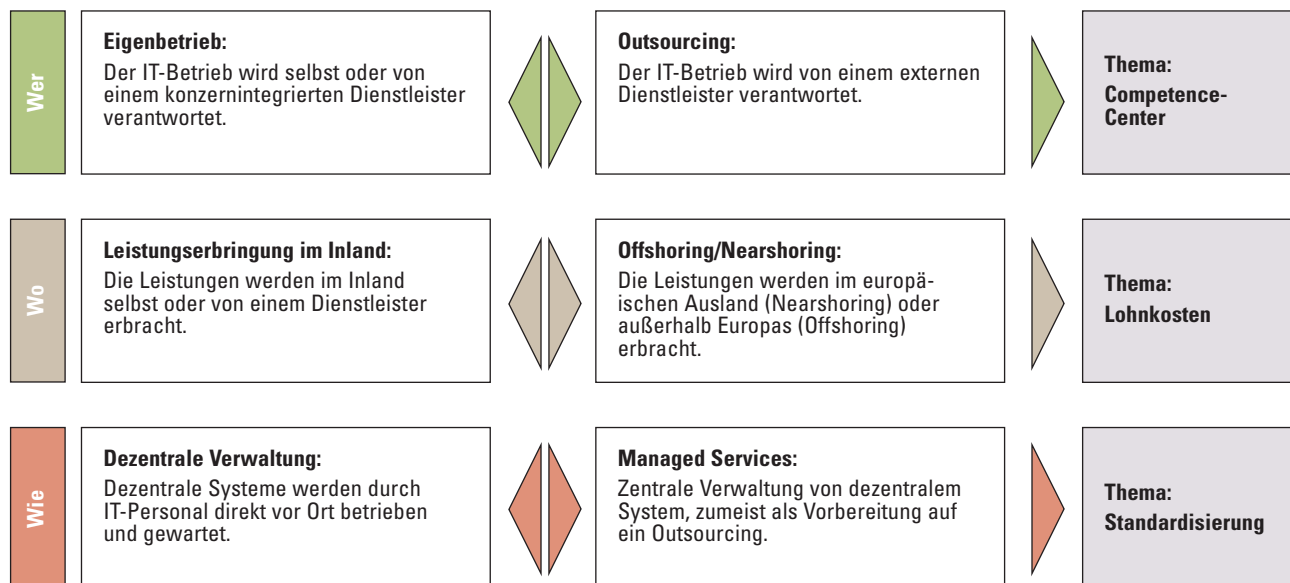 Wer
Eigenbetrieb:
Der IT-Betrieb wird selbst oder von
einem konzernintegrierten Dienstleister
verantwortet.
Outsourcing:
Der IT-Betrieb wird von einem externen
Dienstleister verantwortet.
Thema:
Competence-
Center
Wo
Leistungserbringung im Inland:
Die Leistungen werden im Inland
selbst oder von einem Dienstleister
erbracht.
Offshoring/Nearshoring:
Die Leistungen werden im europä-
ischen Ausland (Nearshoring) oder
außerhalb Europas (Offshoring)
erbracht.
Thema:
Lohnkosten
Wie
Dezentrale Verwaltung:
Dezentrale Systeme werden durch
IT-Personal direkt vor Ort betrieben
und gewartet.
Managed Services:
Zentrale Verwaltung von dezentralem
System, zumeist als Vorbereitung auf
ein Outsourcing.
Thema:
Standardisierung